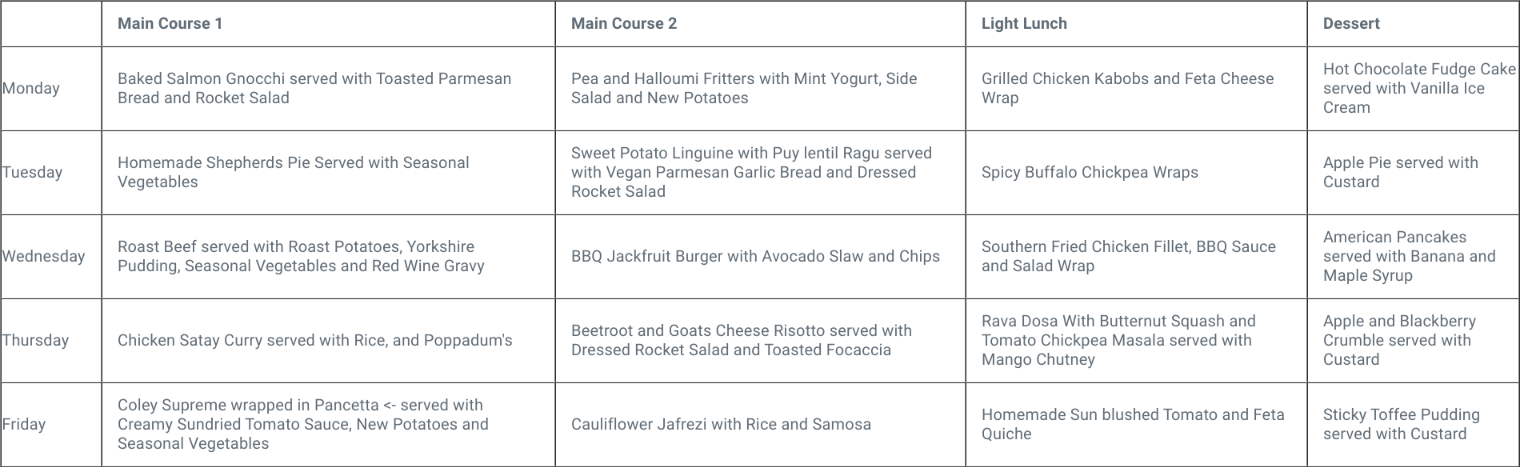 Main Course 1
Main Course 2
Light Lunch
Dessert
Monday
Baked Salmon Gnocchi served with Toasted Parmesan
Bread and Rocket Salad
Pea and Halloumi Fritters with Mint Yogurt, Side
Salad and New Potatoes
Grilled Chicken Kabobs and Feta Cheese
Wrap
Hot Chocolate Fudge Cake
served with Vanilla Ice
Cream
Tuesday
Homemade Shepherds Pie Served with Seasonal
Vegetables
Sweet Potato Linguine with Puy lentil Ragu served
with Vegan Parmesan Garlic Bread and Dressed
Rocket Salad
Spicy Buffalo Chickpea Wraps
Apple Pie served with
Custard
Wednesday
Roast Beef served with Roast Potatoes, Yorkshire
Pudding, Seasonal Vegetables and Red Wine Gravy
BBQ Jackfruit Burger with Avocado Slaw and Chips
Southern Fried Chicken Fillet, BBQ Sauce
and Salad Wrap
American Pancakes
served with Banana and
Maple Syrup
Thursday
Chicken Satay Curry served with Rice, and Poppadum's
Beetroot and Goats Cheese Risotto served with
Dressed Rocket Salad and Toasted Focaccia
Rava Dosa With Butternut Squash and
Tomato Chickpea Masala served with
Mango Chutney
Apple and Blackberry
Crumble served with
Custard
Friday
Coley Supreme wrapped in Pancetta <- served with
Creamy Sundried Tomato Sauce, New Potatoes and
Seasonal Vegetables
Cauliflower Jafrezi with Rice and Samosa
Homemade Sun blushed Tomato and Feta
Quiche
Sticky Toffee Pudding
served with Custard